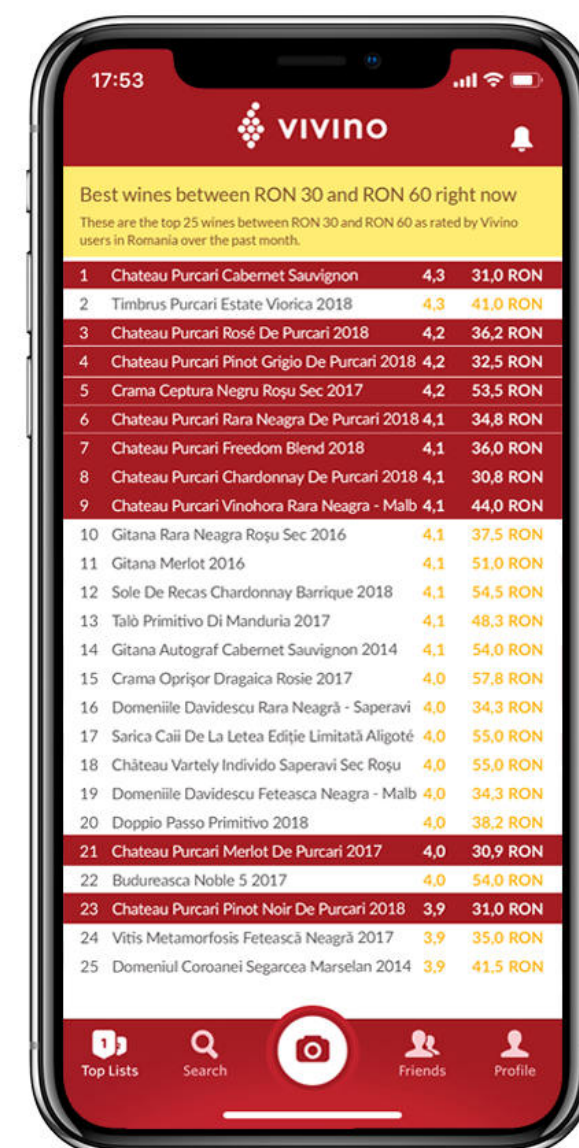 17:53
VIVINO
Best wines between RON 30 and RON 60 right now
These are the top 25 wines between RON 30 and RON 60 as rated by Vivino
users in Romania over the past month.
1 Chateau Purcari Cabernet Sauvignon 4,3 31,0 RON
2 Timbrus Purcari Estate Viorica 2018 4,3 41,0 RON
3 Chateau Purcari Rosé De Purcari 2018 4,2 36,2 RON
4 Chateau Purcari Pinot Grigio De Purcari 2018 4,2 32,5 RON
5 Crama Ceptura Negru Roșu Sec 2017 4,2 53,5 RON
6 Chateau Purcari Rara Neagra De Purcari 2018 4,1 34,8 RON
7 Chateau Purcari Freedom Blend 2018 4,1 36,0 RON
8 Chateau Purcari Chardonnay De Purcari 2018 4,1 30,8 RON
9 Chateau Purcari Vinohora Rara Neagra - Malb 4,1 44,0 RON
10 Gitana Rara Neagra Roșu Sec 2016 4,1 37,5 RON
11 Gitana Merlot 2016 4,1 51,0 RON
12 Sole De Recas Chardonnay Barrique 2018 4,1 54,5 RON
13 Talò Primitivo Di Manduria 2017 4,1 48,3 RON
14 Gitana Autograf Cabernet Sauvignon 2014 4,1 54,0 RON
15 Crama Oprișor Dragaica Rosie 2017 4,0 57,8 RON
16 Domeniile Davidescu Rara Neagră - Saperavi 4,0 34,3 RON
17 Sarica Caii De La Letea Ediție Limitată Aligoté 4,0 55,0 RON
18 Château Vartely Individo Saperavi Sec Roșu 4,0 55,0 RON
19 Domeniile Davidescu Feteasca Neagra - Malb 4,0 34,3 RON
20 Doppio Passo Primitivo 2018 4,0 38,2 RON
21 Chateau Purcari Merlot De Purcari 2017 4,0 30,9 RON
22 Budureasca Noble 5 2017 4,0 54,0 RON
23 Chateau Purcari Pinot Noir De Purcari 2018 3,9 31,0 RON
24 Vitis Metamorfosis Fetească Neagră 2017 3,9 35,0 RON
25 Domeniul Coroanei Segarcea Marselan 2014 3,9 41,5 RON
1
Top Lists Search Friends Profile